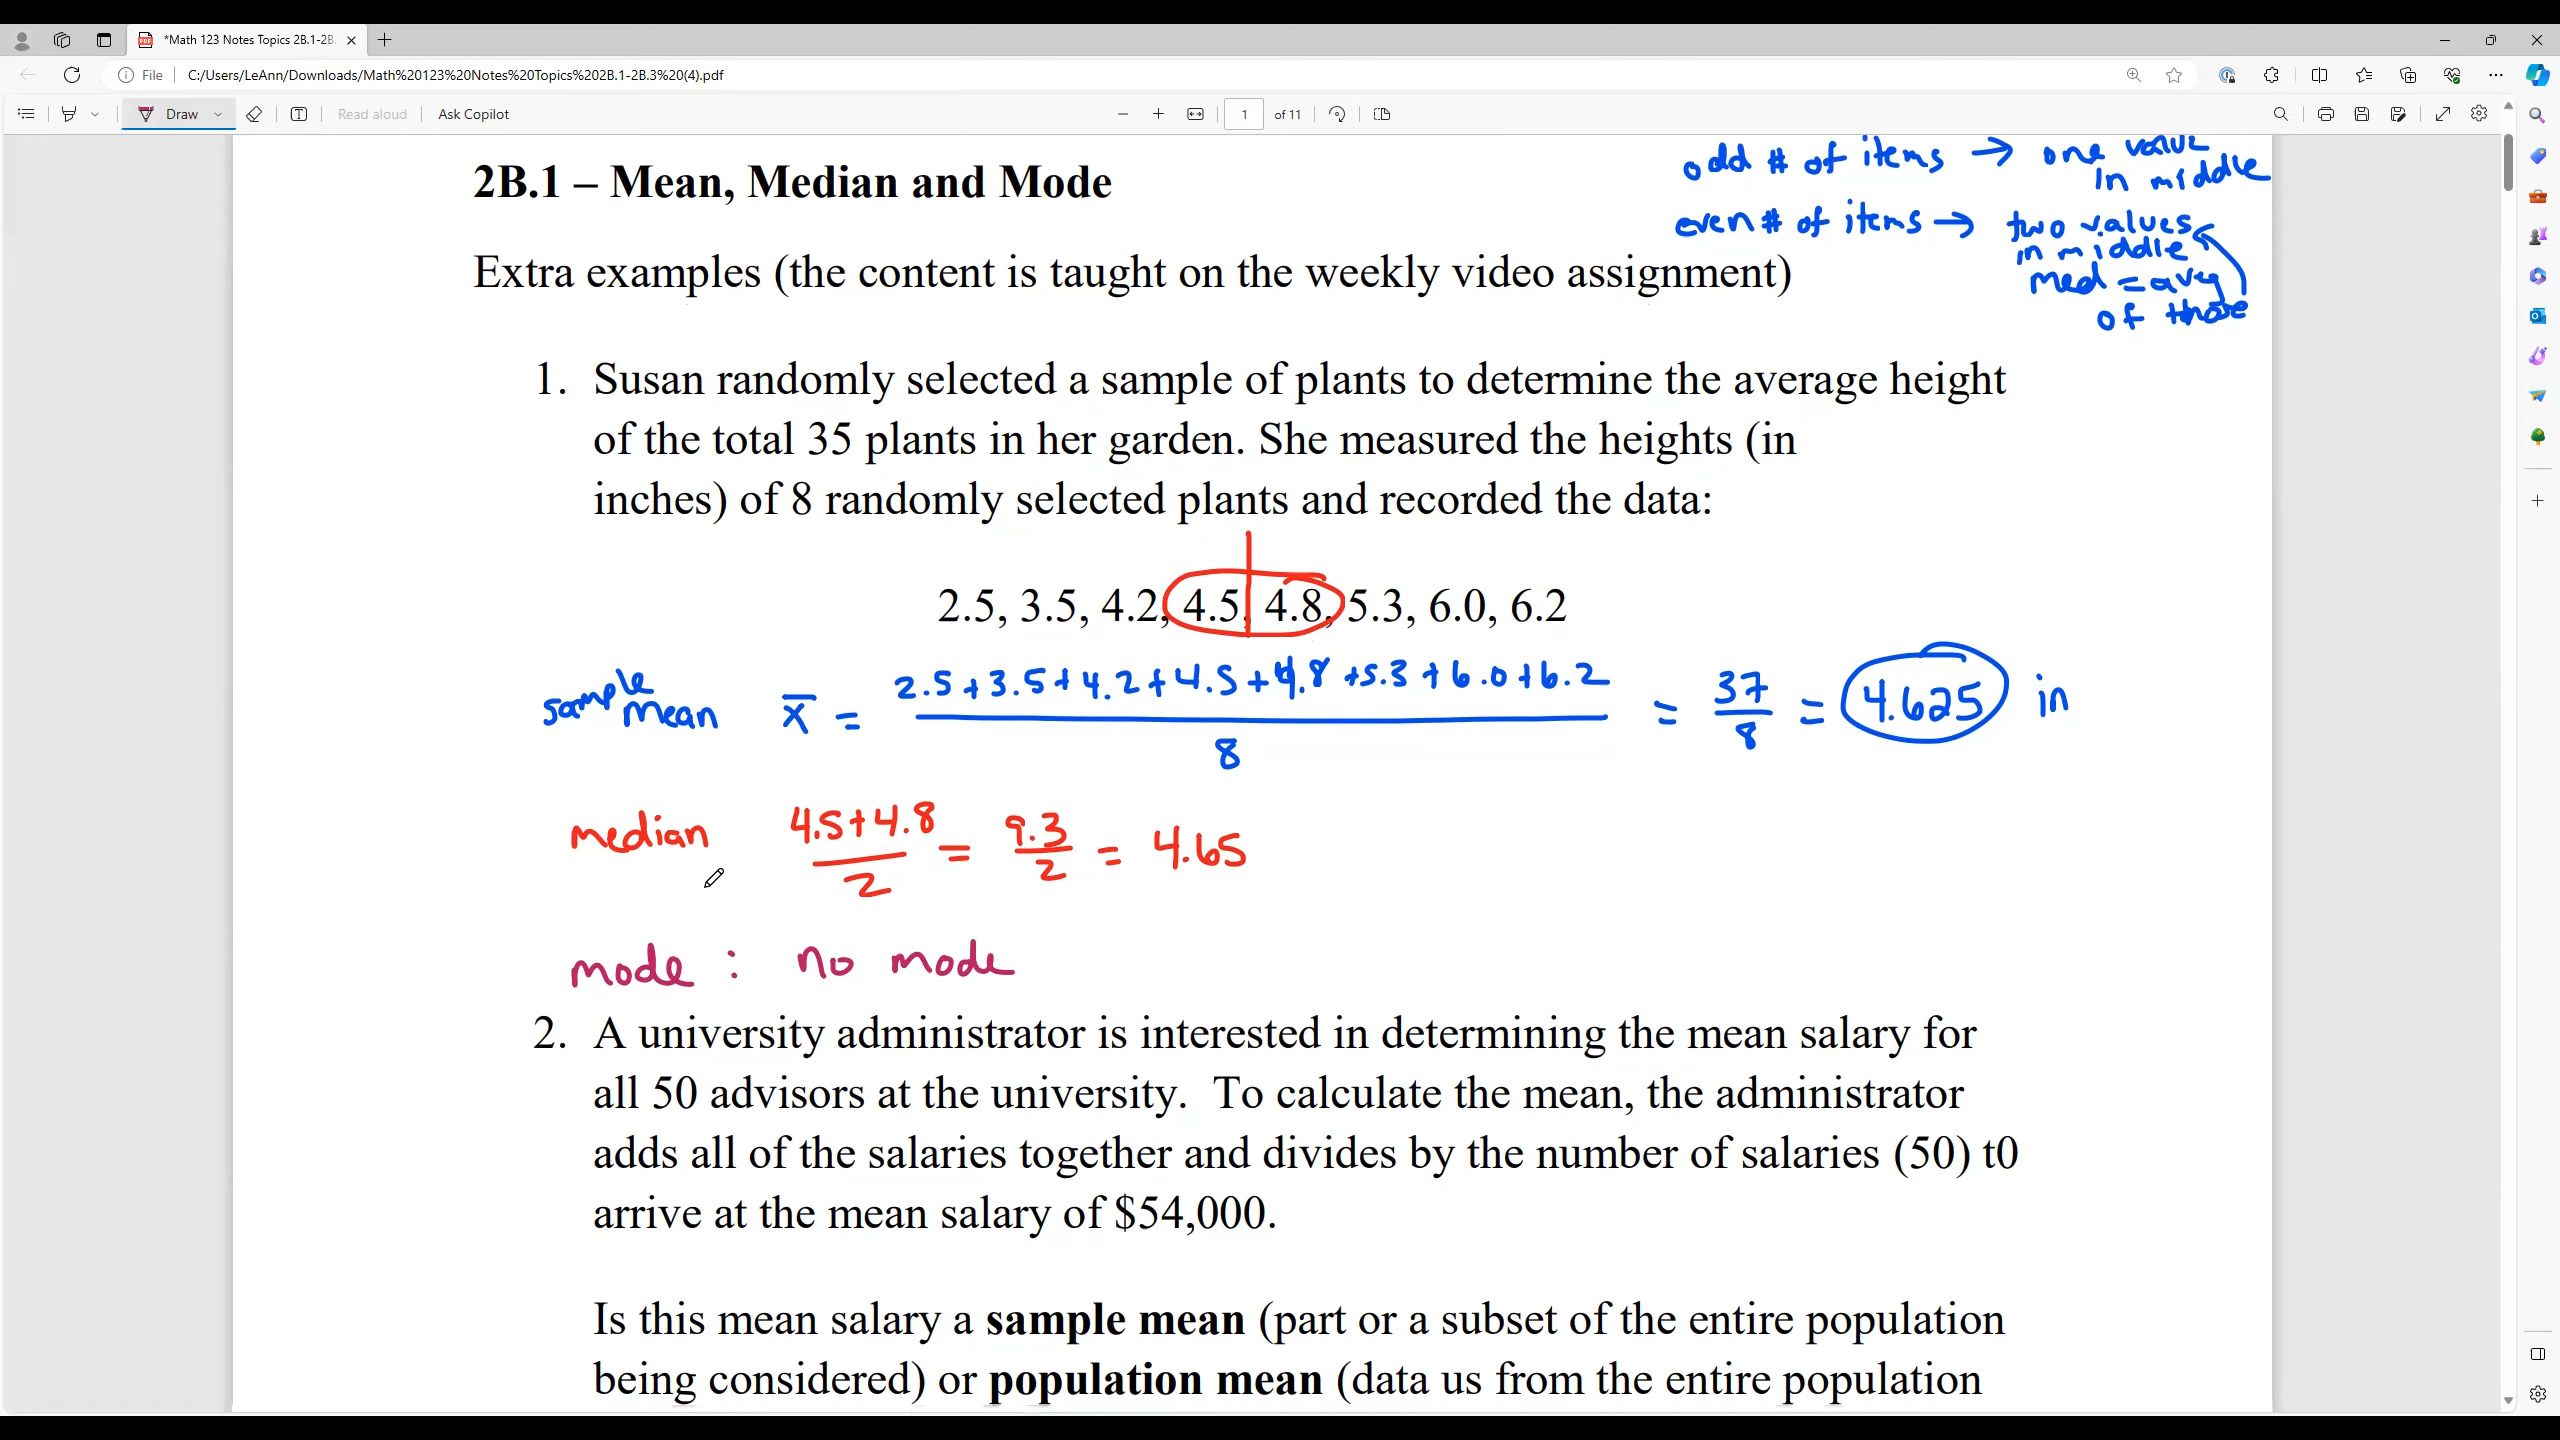 *Math 123 Notes Topics 2B.1-2B.
File C:/Users/LeAnn/Downloads/Math%20123%20Notes%20Topics%202B.1-2B.3%20(4).pdf
Draw Read aloud Ask Copilot 1 of 11
odd # of items → one value
in middle
even # of items → two values
in middle
med = avg
of those
2B.1 – Mean, Median and Mode
Extra examples (the content is taught on the weekly video assignment)
1. Susan randomly selected a sample of plants to determine the average height
of the total 35 plants in her garden. She measured the heights (in
inches) of 8 randomly selected plants and recorded the data:
2.5, 3.5, 4.2, 4.5, 4.8, 5.3, 6.0, 6.2
sample
mean x̄ = 2.5+3.5+4.2+4.5+4.8+5.3+6.0+6.2 / 8 = 37/8 = 4.625 in
median 4.5+4.8 / 2 = 9.3/2 = 4.65
mode : no mode
2. A university administrator is interested in determining the mean salary for
all 50 advisors at the university. To calculate the mean, the administrator
adds all of the salaries together and divides by the number of salaries (50) t0
arrive at the mean salary of $54,000.
Is this mean salary a sample mean (part or a subset of the entire population
being considered) or population mean (data us from the entire population